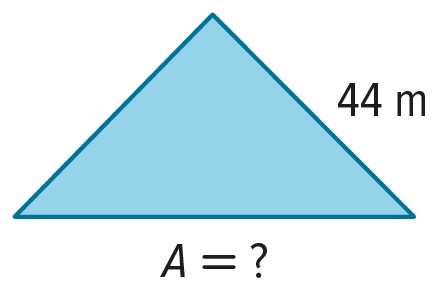 44 m
A = ?